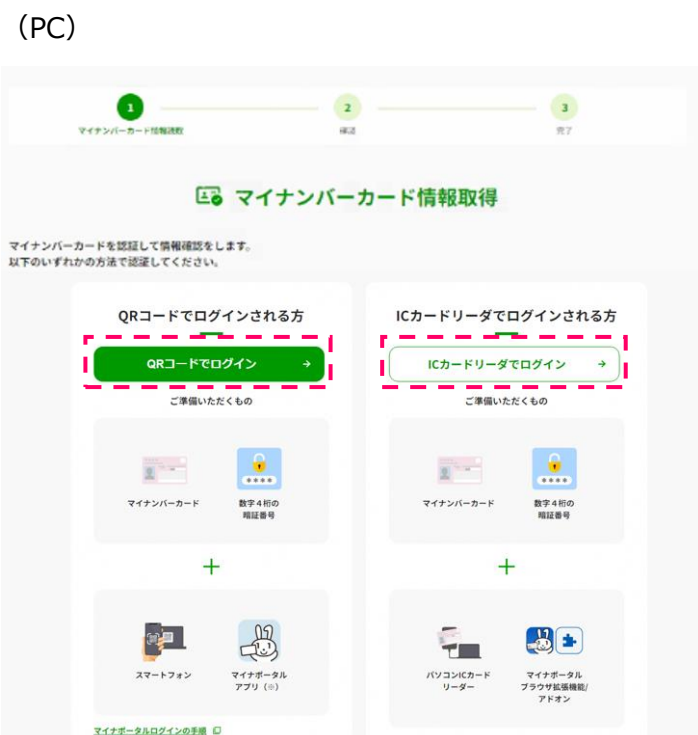 （PC）
1
2
3
マイナンバーカード情報読取
確認
完了
マイナンバーカード情報取得
マイナンバーカードを認証して情報確認をします。
以下のいずれかの方法で認証してください。
QRコードでログインされる方
QRコードでログイン →
ご準備いただくもの
マイナンバーカード
数字4桁の
暗証番号
+
スマートフォン
マイナポータル
アプリ（※）
マイナポータルログインの手順
ICカードリーダでログインされる方
ICカードリーダでログイン →
ご準備いただくもの
マイナンバーカード
数字4桁の
暗証番号
+
パソコンICカード
リーダー
マイナポータル
ブラウザ拡張機能/
アドオン